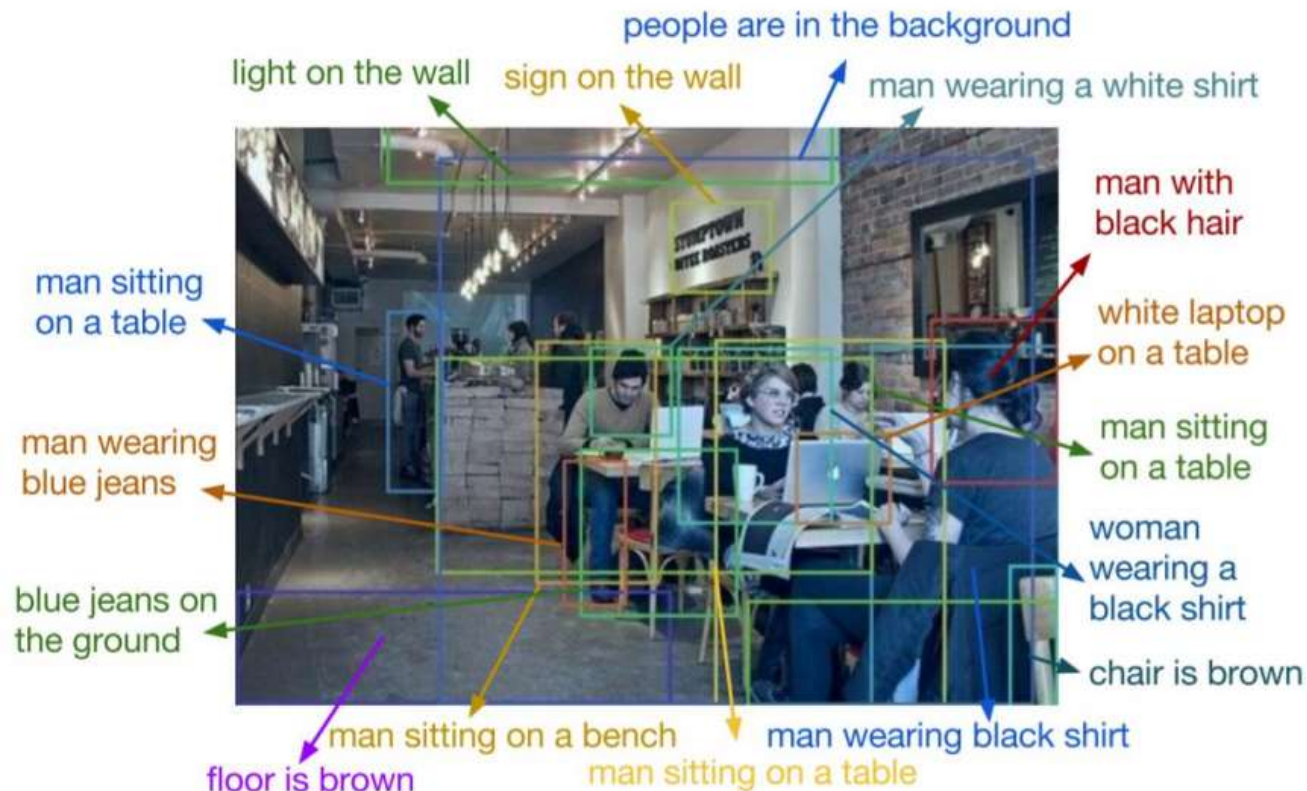 people are in the background
light on the wall
sign on the wall
man wearing a white shirt
man with
black hair
STUMPTOWN
COFFEE ROASTERS
man sitting
on a table
white laptop
on a table
man wearing
blue jeans
man sitting
on a table
woman
wearing a
black shirt
blue jeans on
the ground
chair is brown
man sitting on a bench
man wearing black shirt
man sitting on a table
floor is brown